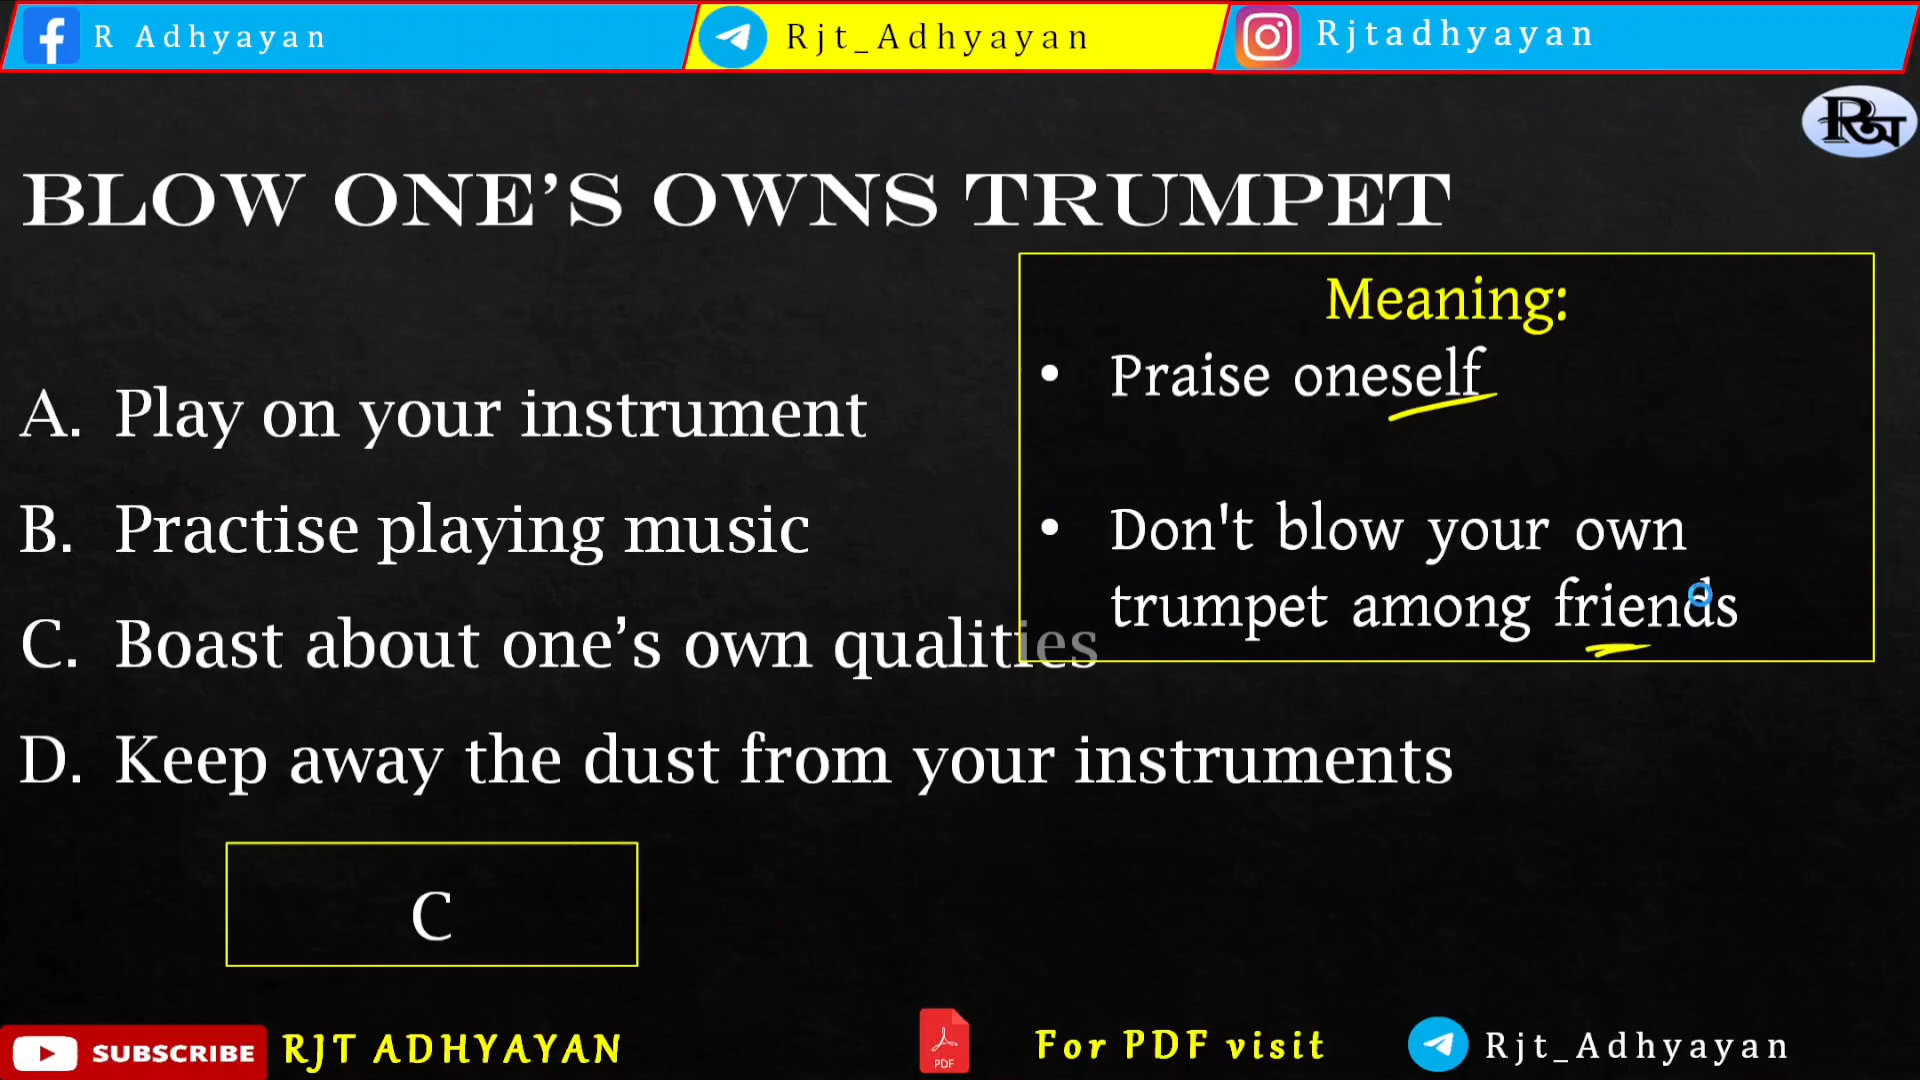 R Adhyayan
Rjt_Adhyayan
Rjtadhyayan
BLOW ONE'S OWNS TRUMPET
Meaning:
• Praise oneself
• Don't blow your own
trumpet among friends
A. Play on your instrument
B. Practise playing music
C. Boast about one's own qualities
D. Keep away the dust from your instruments
C
SUBSCRIBE
RJT ADHYAYAN
PDF
For PDF visit
Rjt_Adhyayan